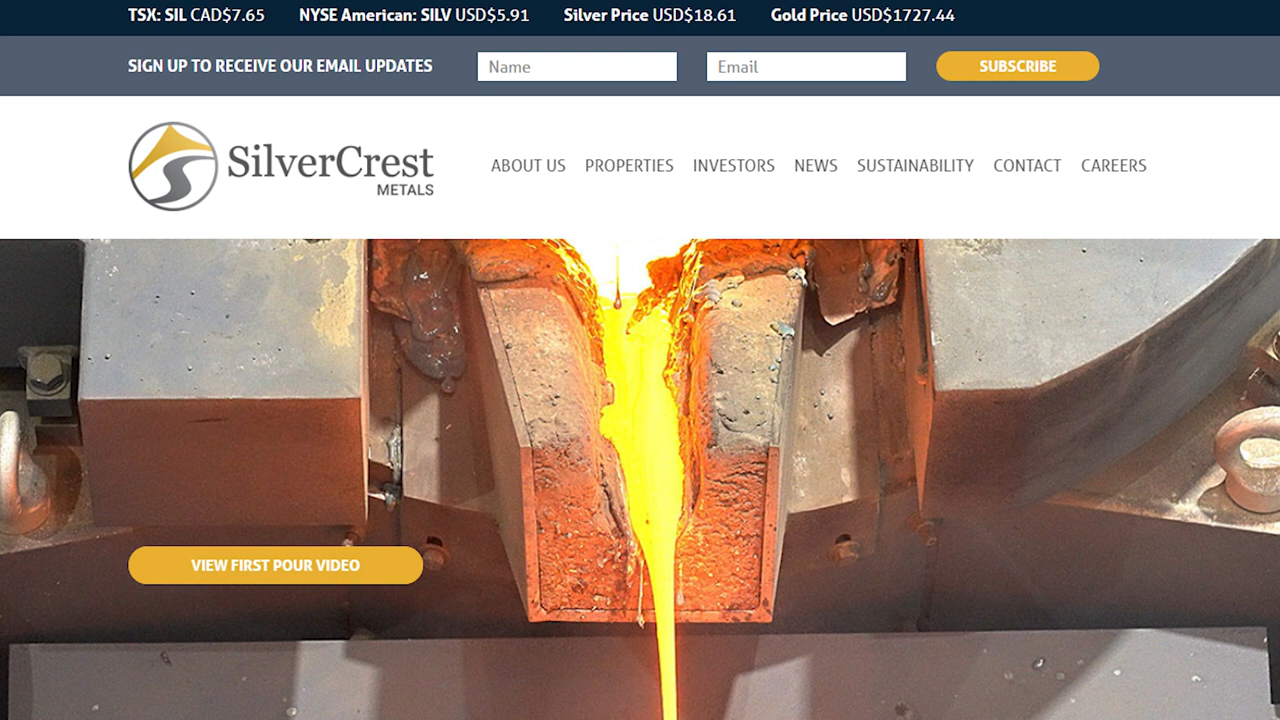 TSX: SIL CAD$7.65 NYSE American: SILV USD$5.91 Silver Price USD$18.61 Gold Price USD$1727.44
SIGN UP TO RECEIVE OUR EMAIL UPDATES Name Email SUBSCRIBE
SilverCrest
METALS
ABOUT US PROPERTIES INVESTORS NEWS SUSTAINABILITY CONTACT CAREERS
VIEW FIRST POUR VIDEO